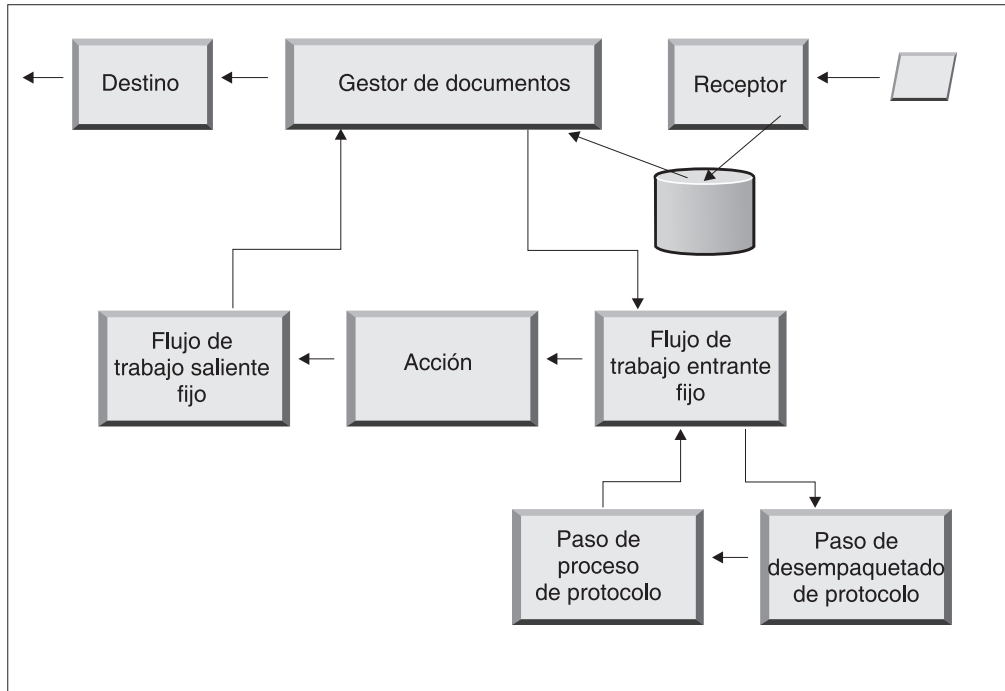 Destino
Gestor de documentos
Receptor
Flujo de
trabajo saliente
fijo
Acción
Flujo de
trabajo entrante
fijo
Paso de
proceso
de protocolo
Paso de
desempaquetado
de protocolo